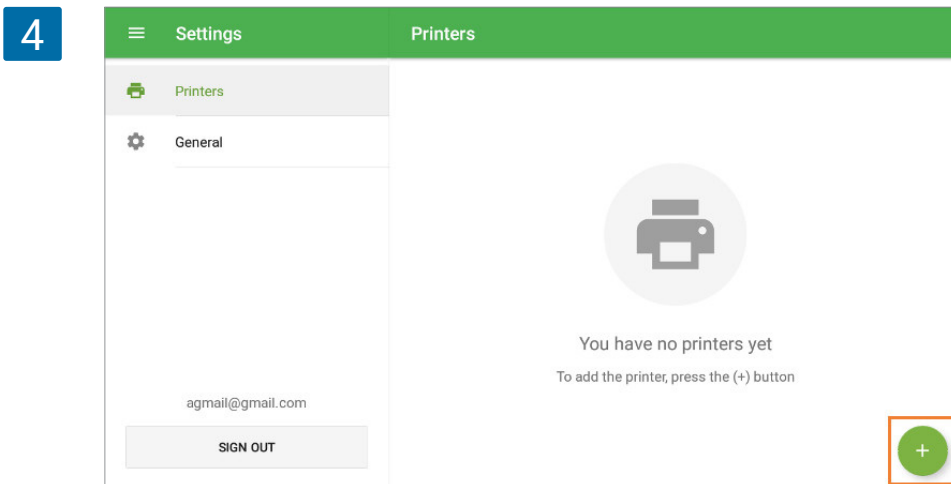 4
Settings
Printers
Printers
General
You have no printers yet
To add the printer, press the (+) button
agmail@gmail.com
SIGN OUT
+